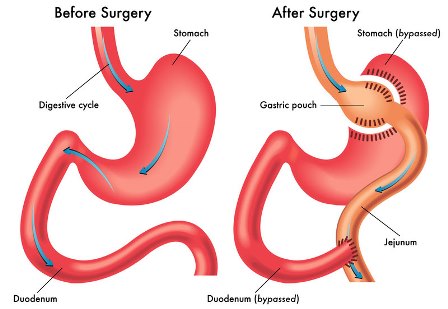 Before Surgery
Stomach
Digestive cycle
Duodenum
After Surgery
Stomach (bypassed)
Gastric pouch
Jejunum
Duodenum (bypassed)